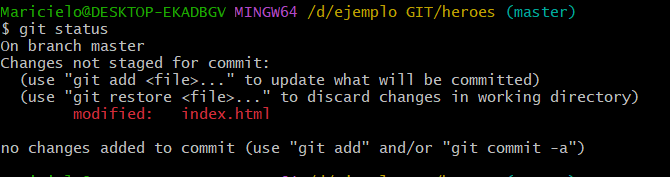 Maricielo@DESKTOP-EKADBGV MINGW64 /d/ejemplo GIT/heroes (master)
$ git status
On branch master
Changes not staged for commit:
  (use "git add <file>..." to update what will be committed)
  (use "git restore <file>..." to discard changes in working directory)
        modified:   index.html

no changes added to commit (use "git add" and/or "git commit -a")